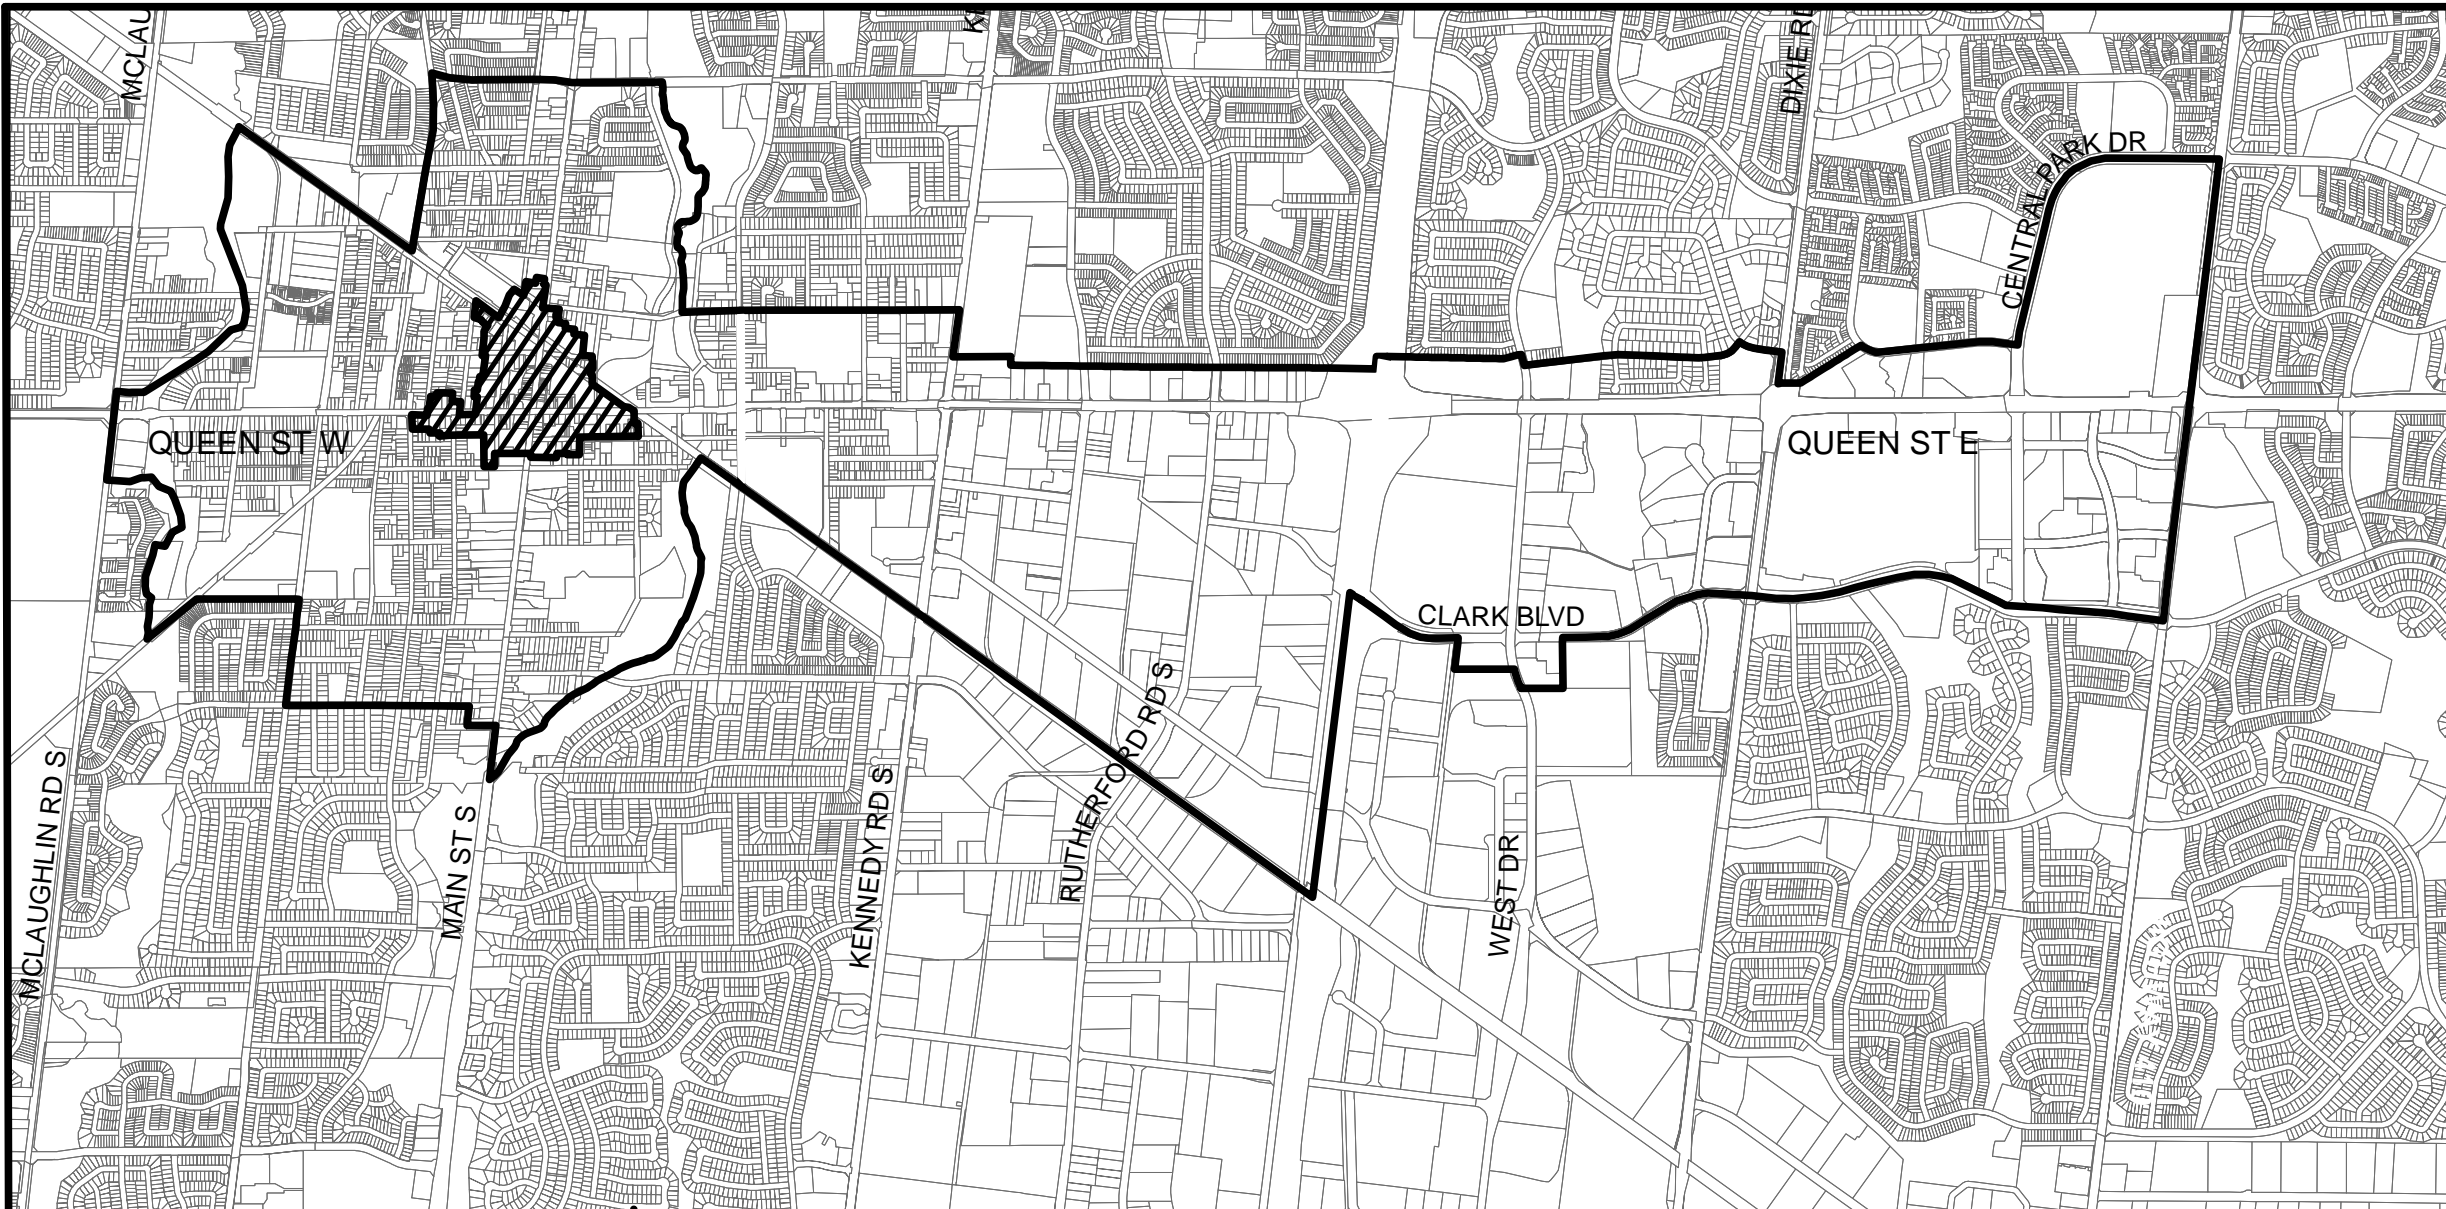 MCLAU
DIXIE RD
CENTRAL PARK DR
QUEEN ST W
QUEEN ST E
CLARK BLVD
RUTHERFORD RD S
MCLAUGHLIN RD S
MAIN ST S
KENNEDY RD S
WEST DR